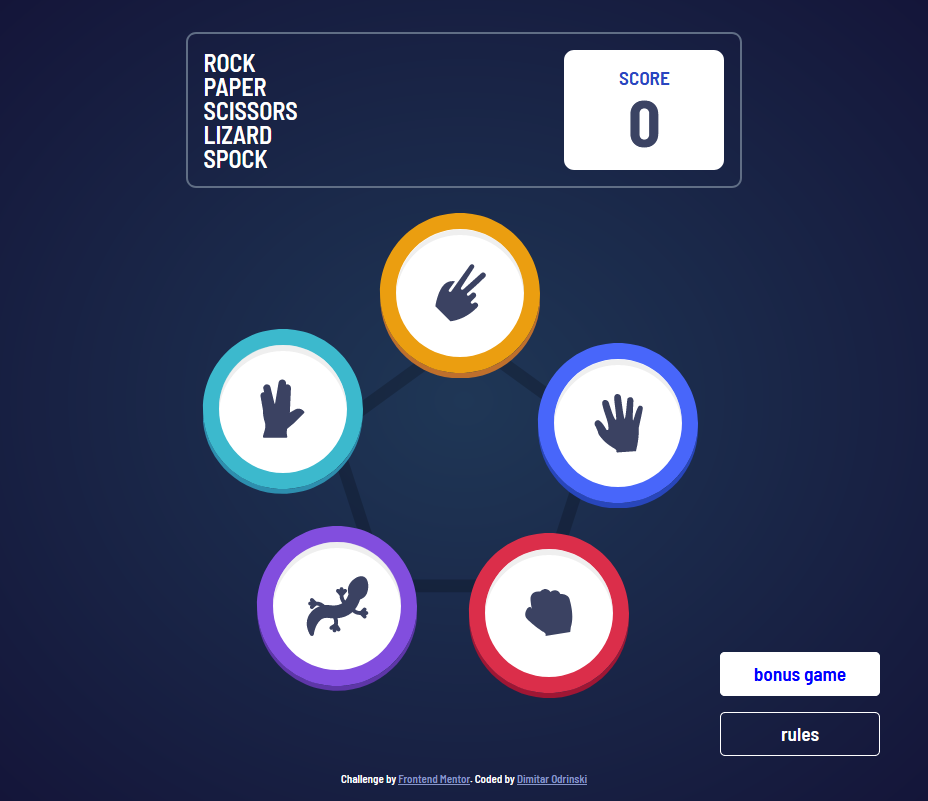 ROCK
PAPER
SCISSORS
LIZARD
SPOCK
SCORE
0
bonus game
rules
Challenge by Frontend Mentor. Coded by Dimitar Odrinski